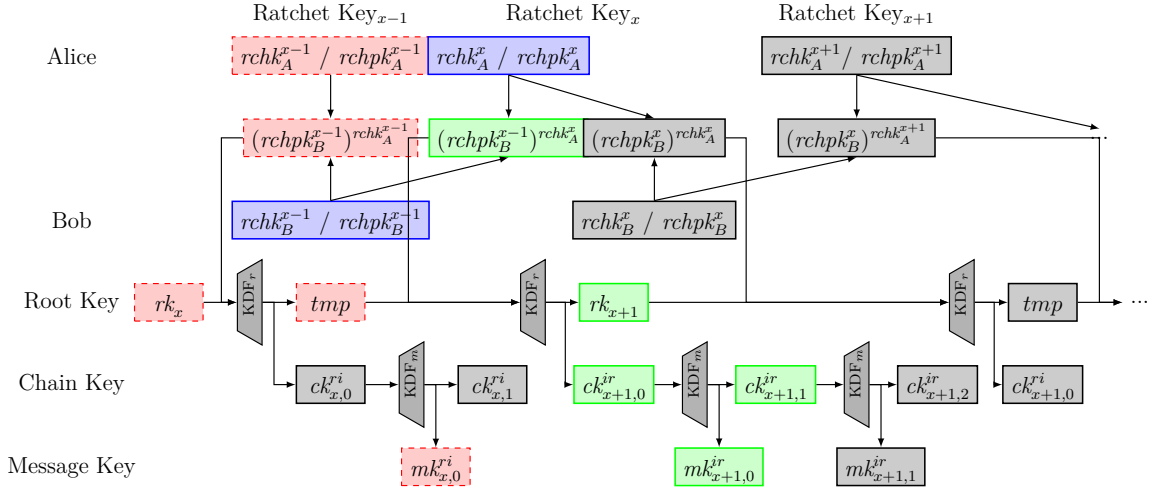 Ratchet Key_{x−1} Ratchet Key_x Ratchet Key_{x+1}
Alice rchk_A^{x−1} / rchpk_A^{x−1} rchk_A^x / rchpk_A^x rchk_A^{x+1} / rchpk_A^{x+1}
(rchpk_B^{x−1})^{rchk_A^{x−1}} (rchpk_B^{x−1})^{rchk_A^x} (rchpk_B^x)^{rchk_A^x} (rchpk_B^x)^{rchk_A^{x+1}} ...
Bob rchk_B^{x−1} / rchpk_B^{x−1} rchk_B^x / rchpk_B^x
Root Key rk_x KDF_r tmp KDF_r rk_{x+1} KDF_r tmp ...
Chain Key ck_{x,0}^{ri} KDF_m ck_{x,1}^{ri} ck_{x+1,0}^{ir} KDF_m ck_{x+1,1}^{ir} KDF_m ck_{x+1,2}^{ir} ck_{x+1,0}^{ri}
Message Key mk_{x,0}^{ri} mk_{x+1,0}^{ir} mk_{x+1,1}^{ir}